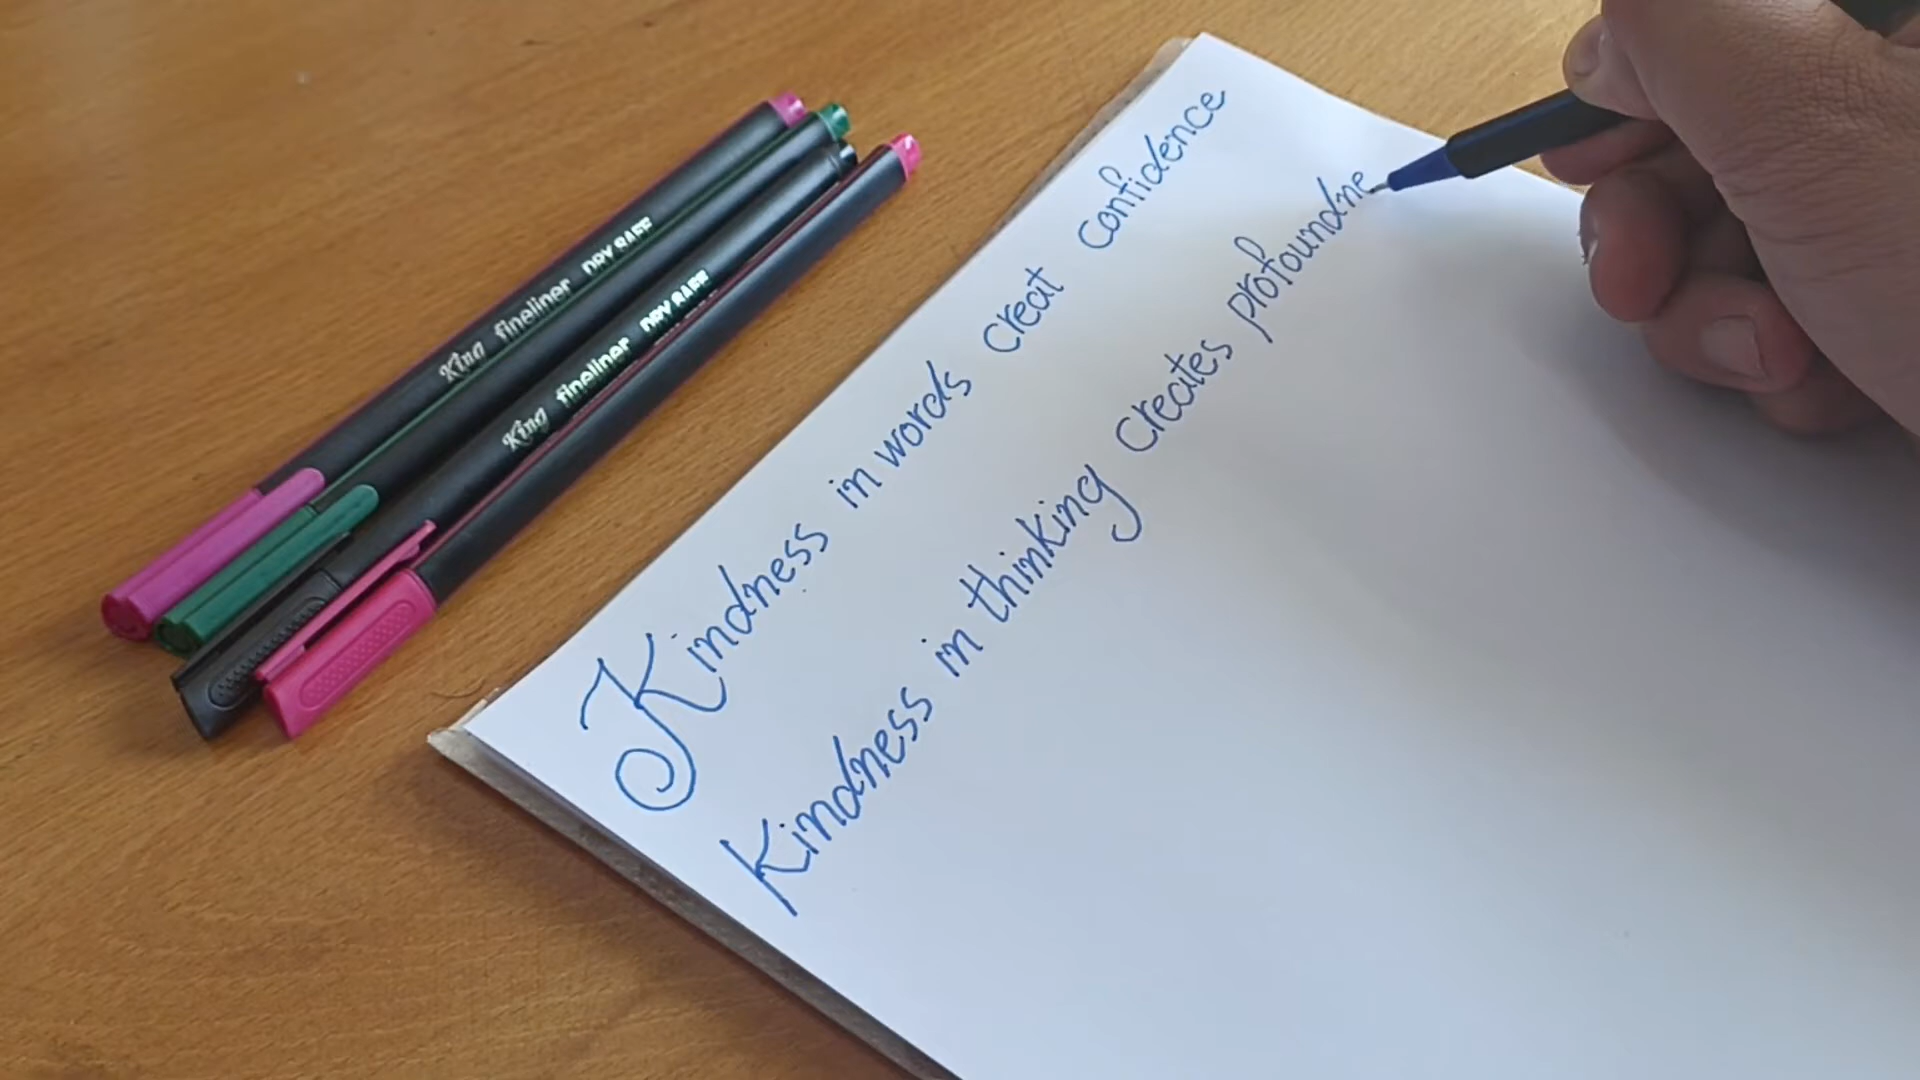 King fineliner DRY SAFE
King fineliner DRY SAFE
Kindness in words creat confidence
Kindness in thinking creates profoundne